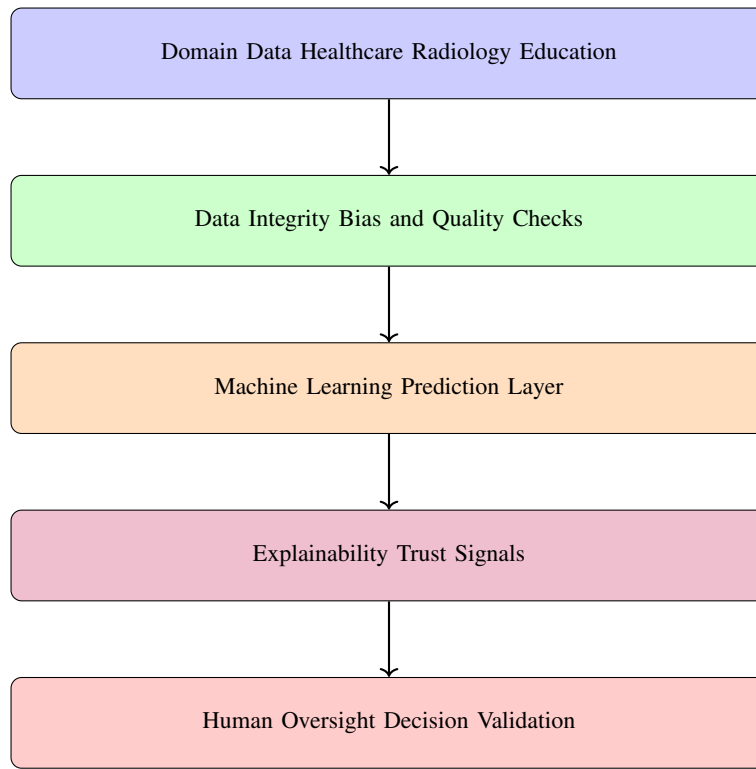 Domain Data Healthcare Radiology Education
Data Integrity Bias and Quality Checks
Machine Learning Prediction Layer
Explainability Trust Signals
Human Oversight Decision Validation